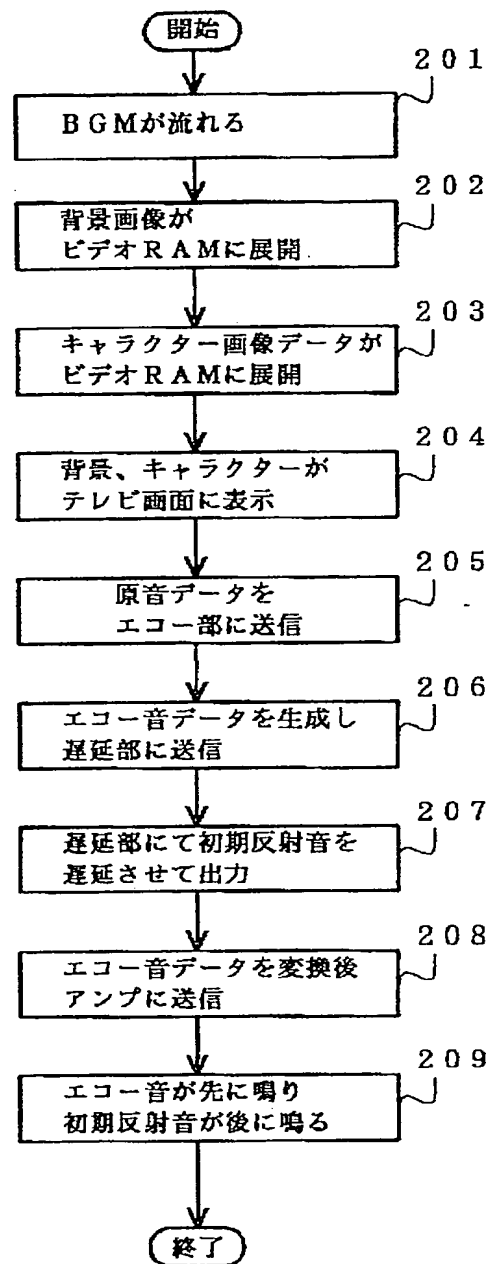 開始
201
BGMが流れる
202
背景画像が
ビデオRAMに展開
203
キャラクター画像データが
ビデオRAMに展開
204
背景、キャラクターが
テレビ画面に表示
205
原音データを
エコー部に送信
206
エコー音データを生成し
遅延部に送信
207
遅延部にて初期反射音を
遅延させて出力
208
エコー音データを変換後
アンプに送信
209
エコー音が先に鳴り
初期反射音が後に鳴る
終了